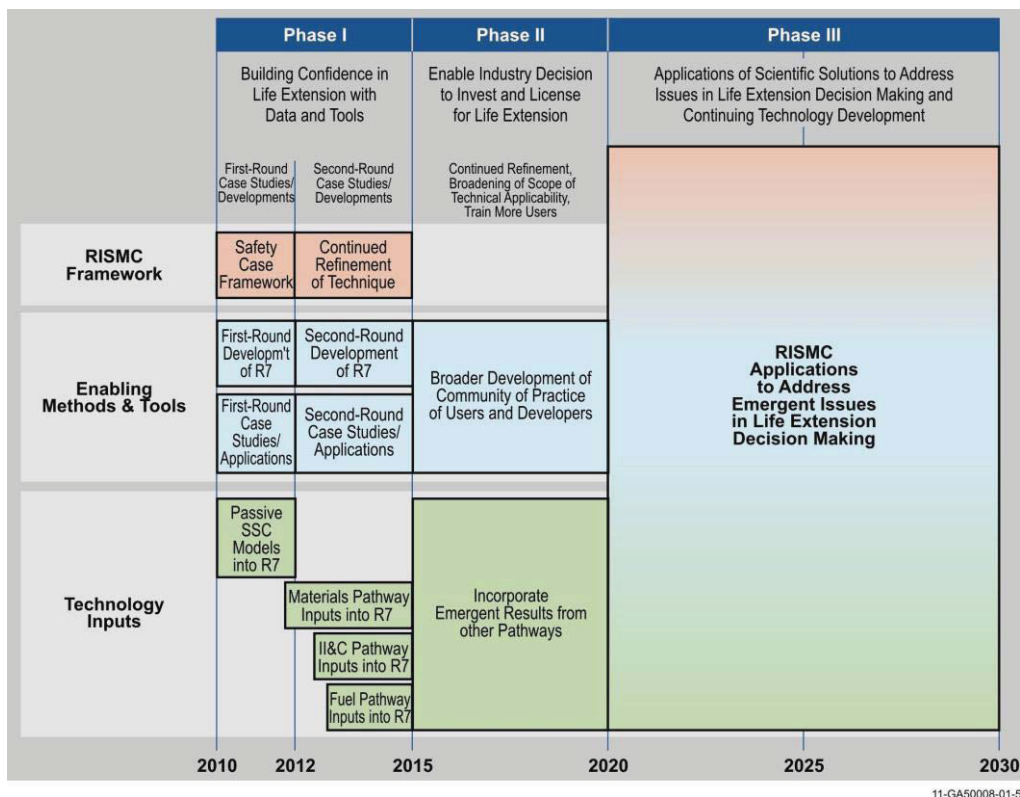 Phase I
Phase II
Phase III
Building Confidence in
Life Extension with
Data and Tools
Enable Industry Decision
to Invest and License
for Life Extension
Applications of Scientific Solutions to Address
Issues in Life Extension Decision Making and
Continuing Technology Development
First-Round
Case Studies/
Developments
Second-Round
Case Studies/
Developments
Continued Refinement,
Broadening of Scope of
Technical Applicability,
Train More Users
RISMC
Framework
Safety
Case
Framework
Continued
Refinement
of Technique
Enabling
Methods & Tools
First-Round
Developm't
of R7
Second-Round
Development
of R7
First-Round
Case
Studies/
Applications
Second-Round
Case Studies/
Applications
Broader Development of
Community of Practice
of Users and Developers
RISMC
Applications
to Address
Emergent Issues
in Life Extension
Decision Making
Technology
Inputs
Passive
SSC
Models
into R7
Materials Pathway
Inputs into R7
II&C Pathway
Inputs into R7
Fuel Pathway
Inputs into R7
Incorporate
Emergent Results from
other Pathways
2010
2012
2015
2020
2025
2030
11-GA50008-01-5